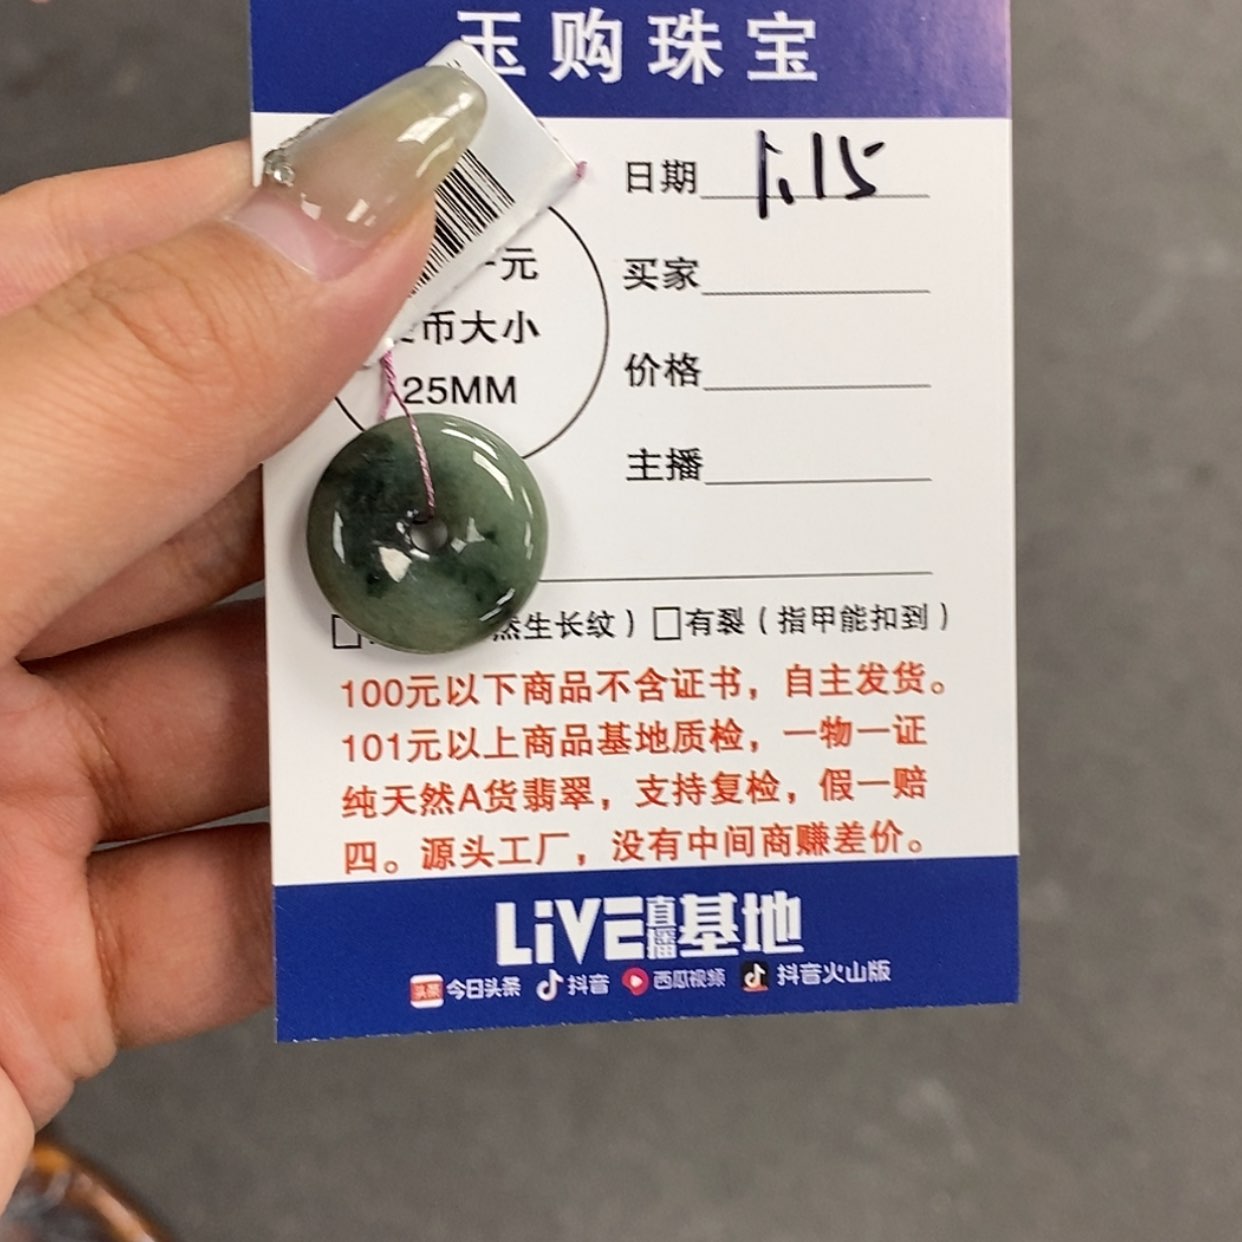 玉购珠宝
日期 1.15
元
币大小
25MM
买家
价格
主播
然生长纹）□有裂（指甲能扣到）
100元以下商品不含证书，自主发货。
101元以上商品基地质检，一物一证
纯天然A货翡翠，支持复检，假一赔
四。源头工厂，没有中间商赚差价。
LiVE直播基地
头条 今日头条 抖音 西瓜视频 抖音火山版